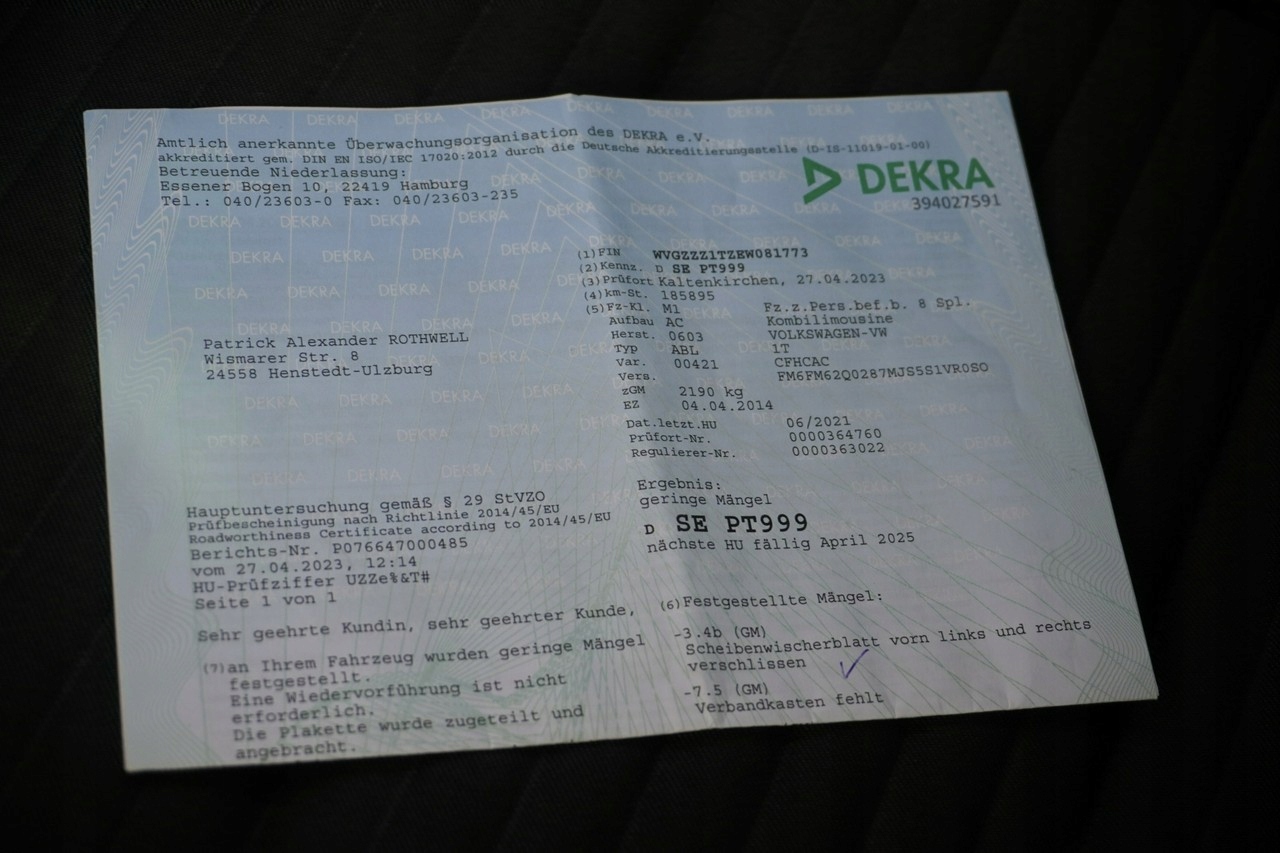 Amtlich anerkannte Überwachungsorganisation des DEKRA e.V.
akkreditiert gem. DIN EN ISO/IEC 17020:2012 durch die Deutsche Akkreditierungsstelle (D-IS-11019-01-00)
Betreuende Niederlassung:
Essener Bogen 10, 22419 Hamburg
Tel.: 040/23603-0 Fax: 040/23603-235
DEKRA
394027591
(1)FIN WVGZZZ1TZEW081773
(2)Kennz. D SE PT999
(3)Prüfort Kaltenkirchen, 27.04.2023
(4)km-St. 185895
(5)Fz-Kl. M1 Fz.z.Pers.bef.b. 8 Spl.
Aufbau AC Kombilimousine
Herst. 0603 VOLKSWAGEN-VW
Typ ABL 1T
Var. 00421 CFHCAC
Vers. FM6FM62Q0287MJS5S1VR0SO
zGM 2190 kg
EZ 04.04.2014
Dat.letzt.HU 06/2021
Prüfort-Nr. 0000364760
Regulierer-Nr. 0000363022
Patrick Alexander ROTHWELL
Wismarer Str. 8
24558 Henstedt-Ulzburg
Hauptuntersuchung gemäß § 29 StVZO
Prüfbescheinigung nach Richtlinie 2014/45/EU
Roadworthiness Certificate according to 2014/45/EU
Berichts-Nr. P076647000485
vom 27.04.2023, 12:14
HU-Prüfziffer UZZe%&T#
Seite 1 von 1
Ergebnis:
geringe Mängel
D SE PT999
nächste HU fällig April 2025
Sehr geehrte Kundin, sehr geehrter Kunde,
(7)an Ihrem Fahrzeug wurden geringe Mängel
festgestellt.
Eine Wiedervorführung ist nicht
erforderlich.
Die Plakette wurde zugeteilt und
angebracht.
(6)Festgestellte Mängel:
-3.4b (GM)
Scheibenwischerblatt vorn links und rechts
verschlissen
-7.5 (GM)
Verbandkasten fehlt